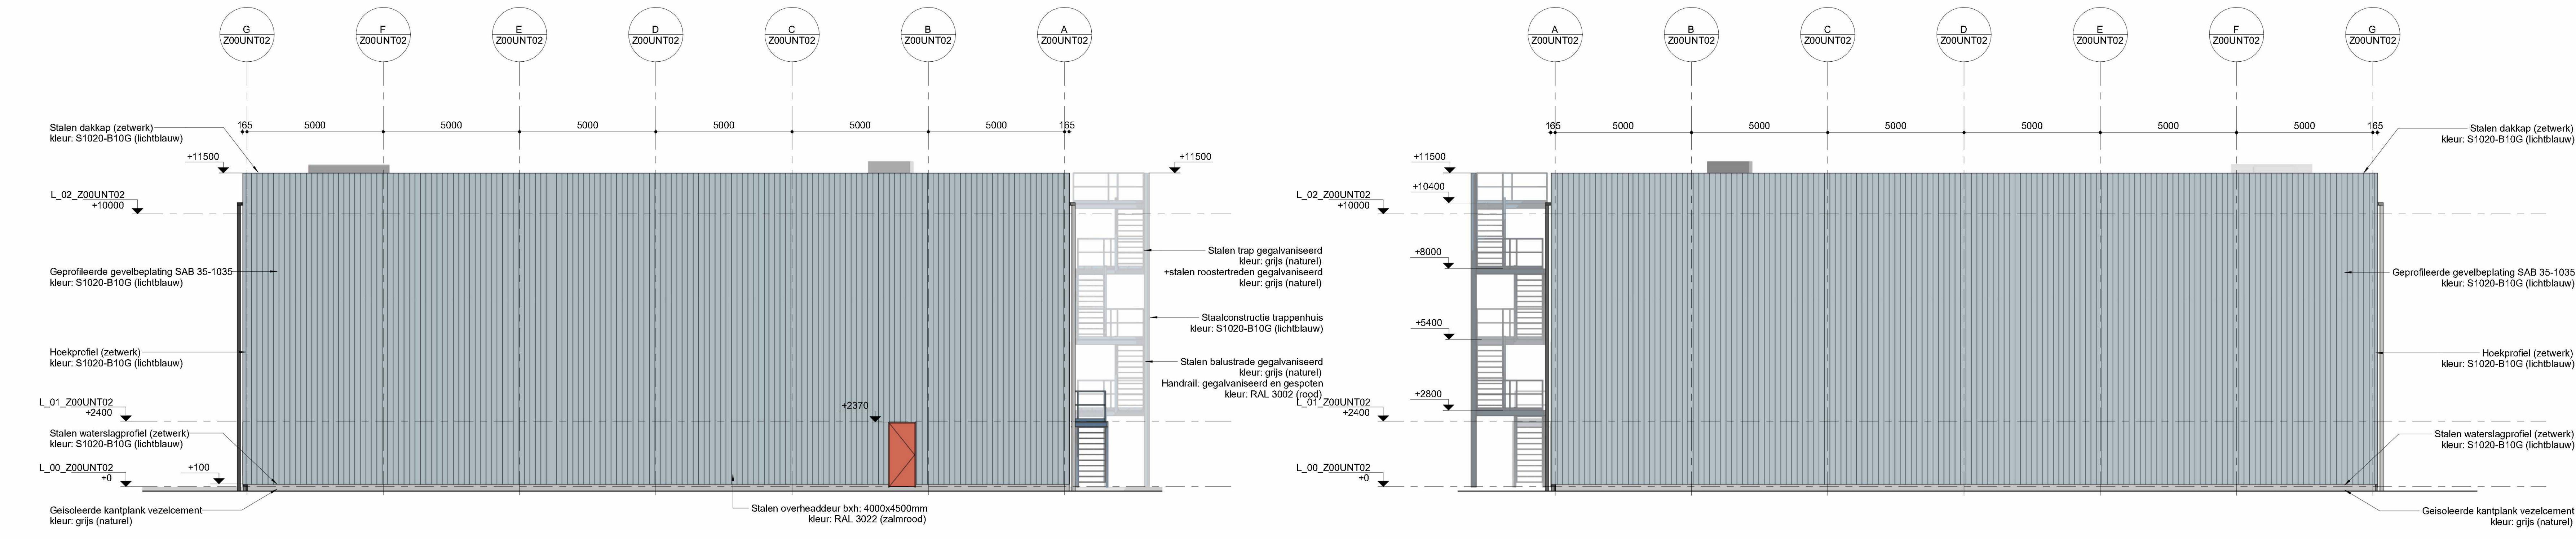 G
Z00UNT02
F
Z00UNT02
E
Z00UNT02
D
Z00UNT02
C
Z00UNT02
B
Z00UNT02
A
Z00UNT02
165
5000
5000
5000
5000
5000
5000
165
Stalen dakkap (zetwerk)
kleur: S1020-B10G (lichtblauw)
+11500
L_02_Z00UNT02
+10000
Geprofileerde gevelbeplating SAB 35-1035
kleur: S1020-B10G (lichtblauw)
Hoekprofiel (zetwerk)
kleur: S1020-B10G (lichtblauw)
L_01_Z00UNT02
+2400
Stalen waterslagprofiel (zetwerk)
kleur: S1020-B10G (lichtblauw)
L_00_Z00UNT02
+0
+100
Geisoleerde kantplank vezelcement
kleur: grijs (naturel)
+2370
Stalen overheaddeur bxh: 4000x4500mm
kleur: RAL 3022 (zalmrood)
+11500
Stalen trap gegalvaniseerd
kleur: grijs (naturel)
+stalen roostertreden gegalvaniseerd
kleur: grijs (naturel)
Staalconstructie trappenhuis
kleur: S1020-B10G (lichtblauw)
Stalen balustrade gegalvaniseerd
kleur: grijs (naturel)
Handrail: gegalvaniseerd en gespoten
kleur: RAL 3002 (rood)
A
Z00UNT02
B
Z00UNT02
C
Z00UNT02
D
Z00UNT02
E
Z00UNT02
F
Z00UNT02
G
Z00UNT02
165
5000
5000
5000
5000
5000
5000
165
+11500
+10400
L_02_Z00UNT02
+10000
+8000
+5400
+2800
L_01_Z00UNT02
+2400
L_00_Z00UNT02
+0
Stalen dakkap (zetwerk)
kleur: S1020-B10G (lichtblauw)
Geprofileerde gevelbeplating SAB 35-1035
kleur: S1020-B10G (lichtblauw)
Hoekprofiel (zetwerk)
kleur: S1020-B10G (lichtblauw)
Stalen waterslagprofiel (zetwerk)
kleur: S1020-B10G (lichtblauw)
Geisoleerde kantplank vezelcement
kleur: grijs (naturel)